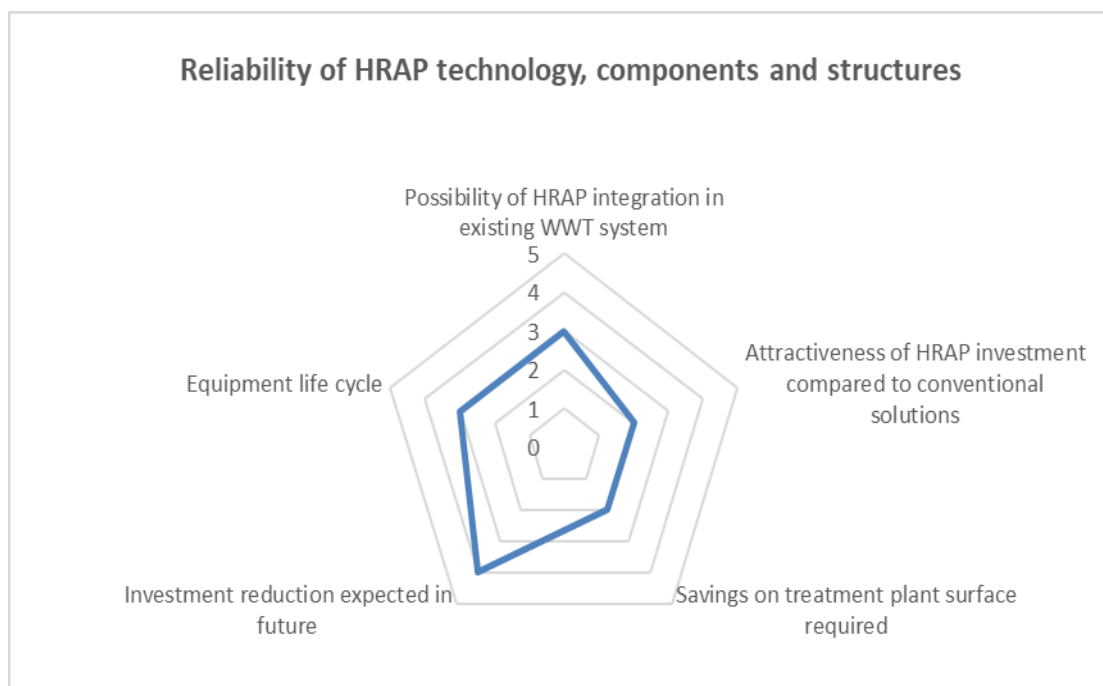 Reliability of HRAP technology, components and structures
Possibility of HRAP integration in
existing WWT system
5
4
3
2
1
0
Attractiveness of HRAP investment
compared to conventional
solutions
Equipment life cycle
Investment reduction expected in
future
Savings on treatment plant surface
required